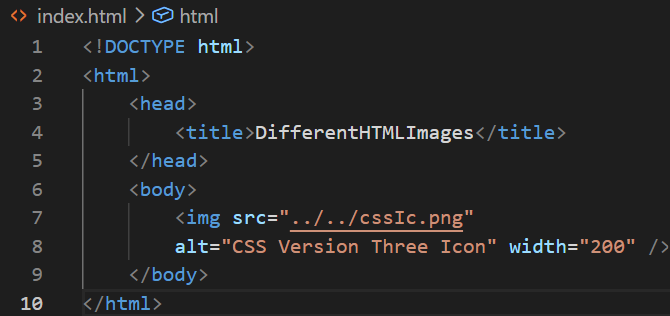 index.html > html
1 <!DOCTYPE html>
2 <html>
3 <head>
4 <title>DifferentHTMLImages</title>
5 </head>
6 <body>
7 <img src="../../cssIc.png"
8 alt="CSS Version Three Icon" width="200" />
9 </body>
10 </html>